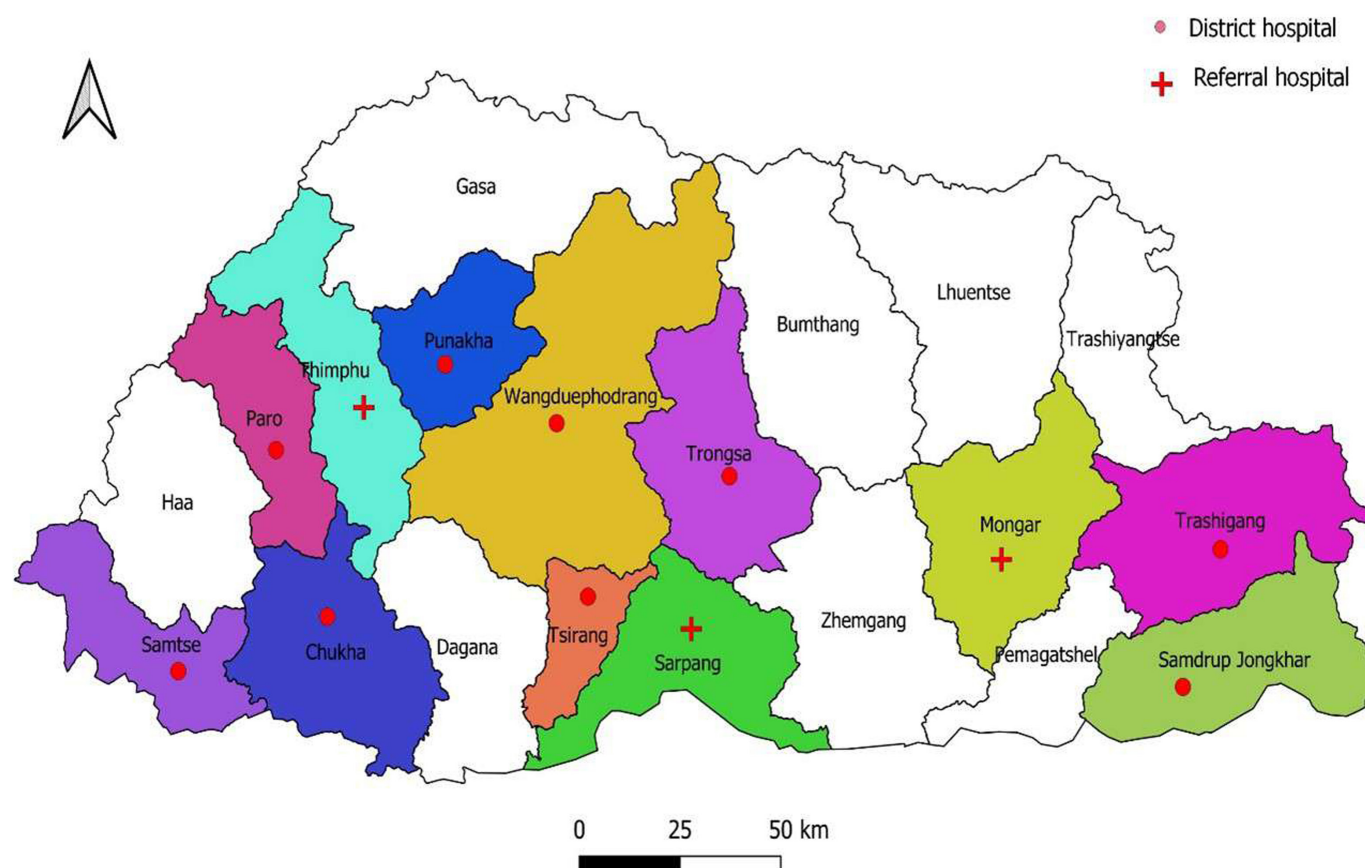 District hospital
Referral hospital
Gasa
Lhuentse
Bumthang
Trashiyangtse
Punakha
Thimphu
Wangduephodrang
Paro
Trongsa
Haa
Mongar
Trashigang
Zhemgang
Tsirang
Samtse
Chukha
Dagana
Sarpang
Pemagatshel
Samdrup Jongkhar
0 25 50 km